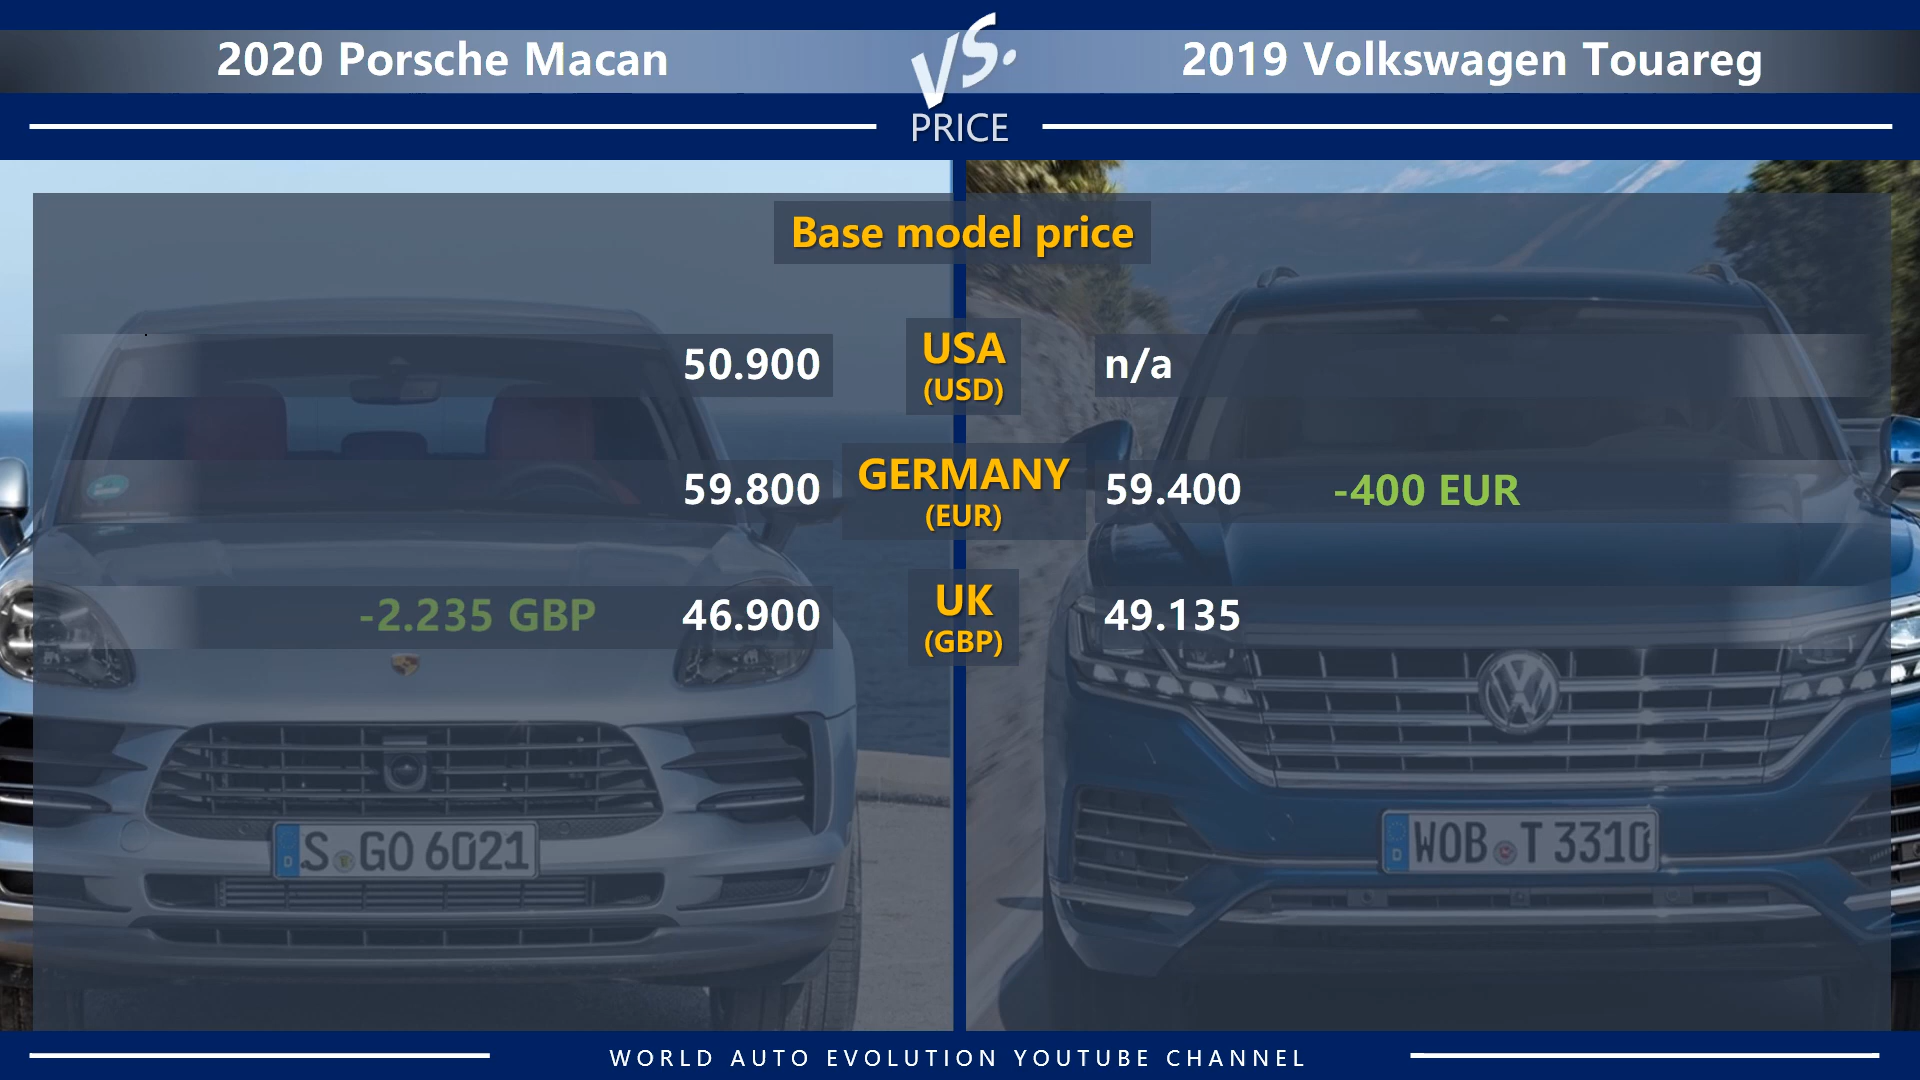 2020 Porsche Macan
VS.
2019 Volkswagen Touareg
PRICE
Base model price
50.900
USA
(USD)
n/a
59.800
GERMANY
(EUR)
59.400
-400 EUR
-2.235 GBP
46.900
UK
(GBP)
49.135
S GO 6021
D
WOB T 3310
D
WORLD AUTO EVOLUTION YOUTUBE CHANNEL